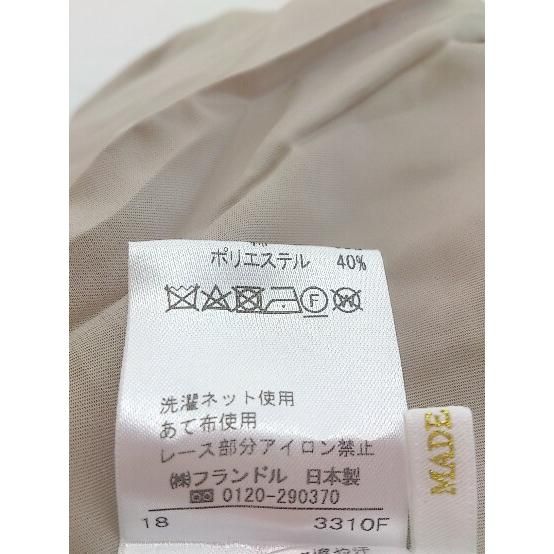 ポリエステル 40%
洗濯ネット使用
あて布使用
レース部分アイロン禁止
㈱フランドル 日本製
0120-290370
18 3310F
MADE